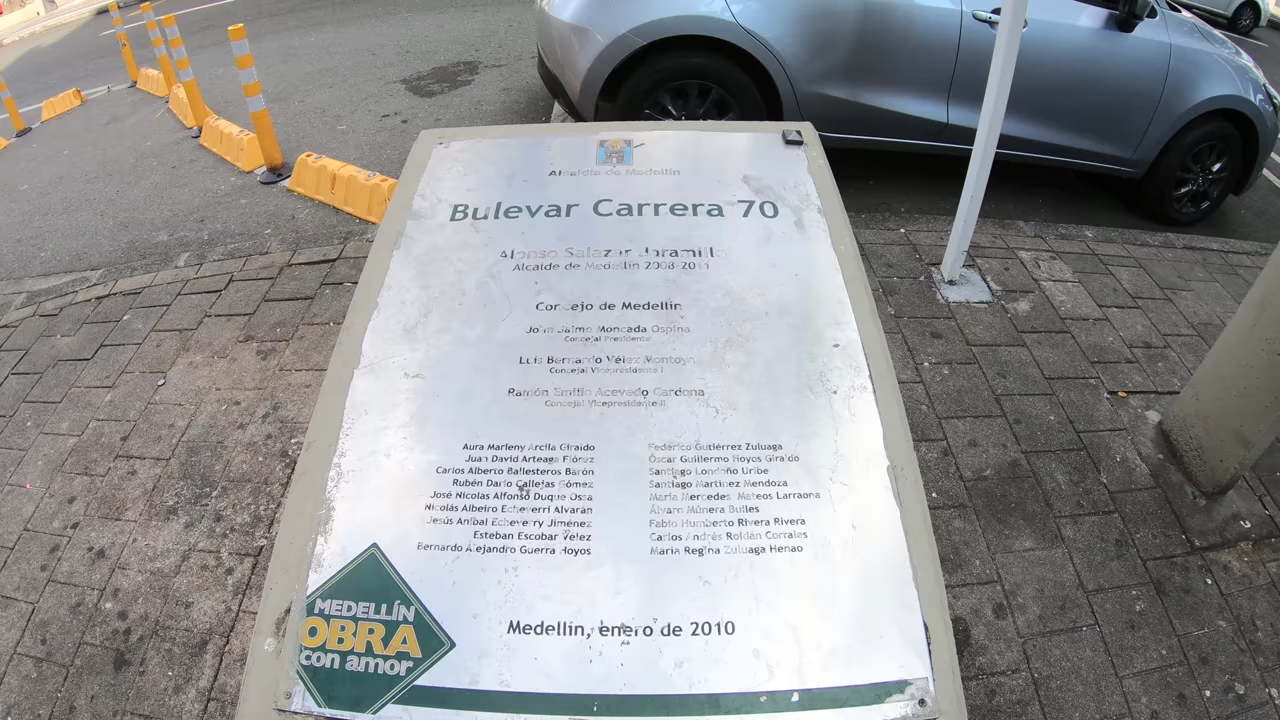 Alcaldía de Medellín
Bulevar Carrera 70
Alonso Salazar Jaramillo
Alcalde de Medellín 2008-2011
Concejo de Medellín
John Jaime Moncada Ospina
Concejal Presidente
Luis Bernardo Vélez Montoya
Concejal Vicepresidente I
Ramón Emilio Acevedo Cardona
Concejal Vicepresidente II
Aura Marleny Arcila Giraldo
Juan David Arteaga Flórez
Carlos Alberto Ballesteros Barón
Rubén Darío Callejas Gómez
José Nicolas Alfonso Duque Ossa
Nicolás Albeiro Echeverri Alvarán
Jesús Aníbal Echeverry Jiménez
Esteban Escobar Vélez
Bernardo Alejandro Guerra Hoyos
Federico Gutiérrez Zuluaga
Óscar Guillermo Hoyos Giraldo
Santiago Londoño Uribe
Santiago Martínez Mendoza
María Mercedes Mateos Larraona
Álvaro Múnera Builes
Fabio Humberto Rivera Rivera
Carlos Andrés Roldán Corrales
María Regina Zuluaga Henao
MEDELLÍN
OBRA
con amor
Medellín, enero de 2010